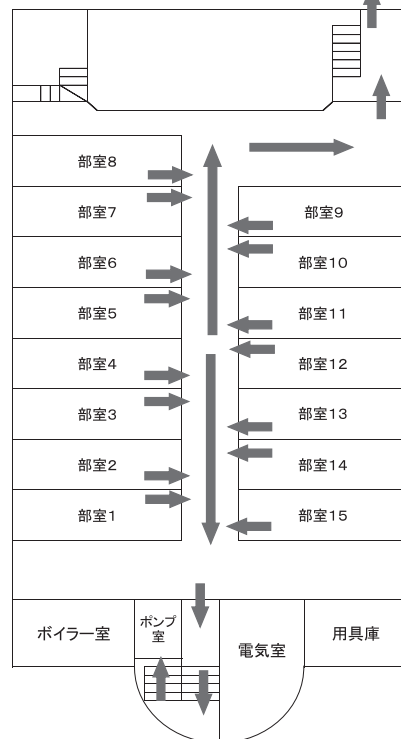 部室8
部室7
部室9
部室6
部室10
部室5
部室11
部室4
部室12
部室3
部室13
部室2
部室14
部室1
部室15
ボイラー室
ポンプ
室
電気室
用具庫